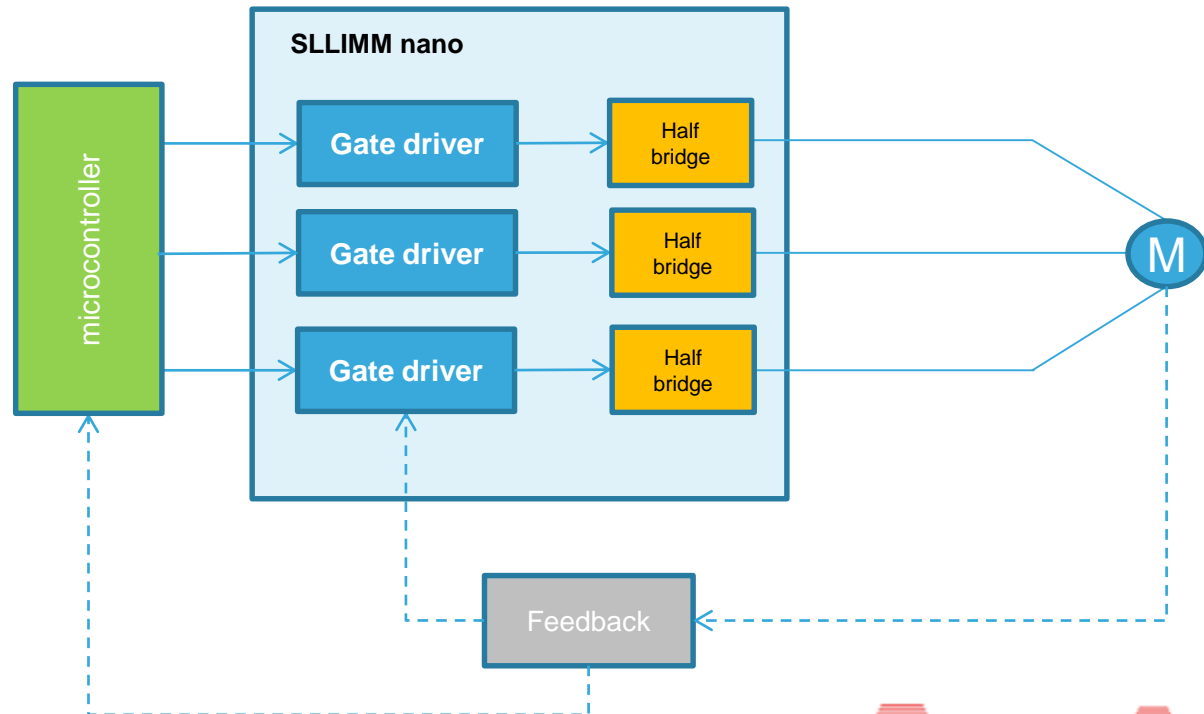 SLLIMM nano
microcontroller
Gate driver
Half
bridge
Gate driver
Half
bridge
M
Gate driver
Half
bridge
Feedback